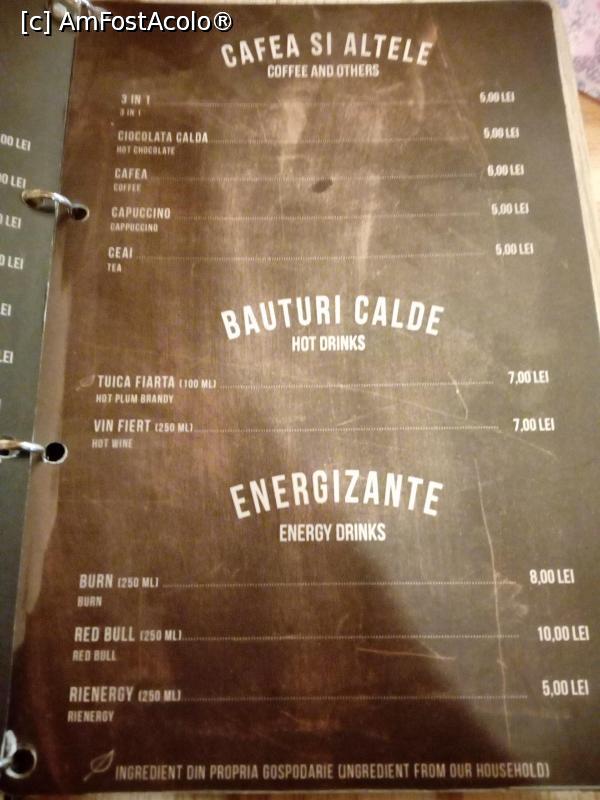 [c] AmFostAcolo®
CAFEA SI ALTELE
COFFEE AND OTHERS
3 IN 1 5,00 LEI
3 IN 1
CIOCOLATA CALDA 5,00 LEI
HOT CHOCOLATE
CAFEA 6,00 LEI
COFFEE
CAPUCCINO 5,00 LEI
CAPPUCCINO
CEAI 5,00 LEI
TEA
BAUTURI CALDE
HOT DRINKS
TUICA FIARTA (100 ML) 7,00 LEI
HOT PLUM BRANDY
VIN FIERT (250 ML) 7,00 LEI
HOT WINE
ENERGIZANTE
ENERGY DRINKS
BURN (250 ML) 8,00 LEI
BURN
RED BULL (250 ML) 10,00 LEI
RED BULL
RIENERGY (250 ML) 5,00 LEI
RIENERGY
INGREDIENT DIN PROPRIA GOSPODARIE (INGREDIENT FROM OUR HOUSEHOLD)